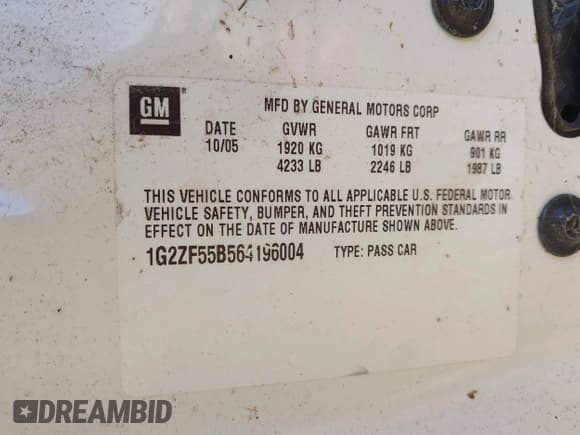 GM ® MFD BY GENERAL MOTORS CORP
DATE GVWR GAWR FRT GAWR RR
10/05 1920 KG 1019 KG 901 KG
4233 LB 2246 LB 1987 LB
THIS VEHICLE CONFORMS TO ALL APPLICABLE U.S. FEDERAL MOTOR
VEHICLE SAFETY, BUMPER, AND THEFT PREVENTION STANDARDS IN
EFFECT ON THE DATE OF MANUFACTURE SHOWN ABOVE.
1G2ZF55B564196004 TYPE: PASS CAR
DREAMBID